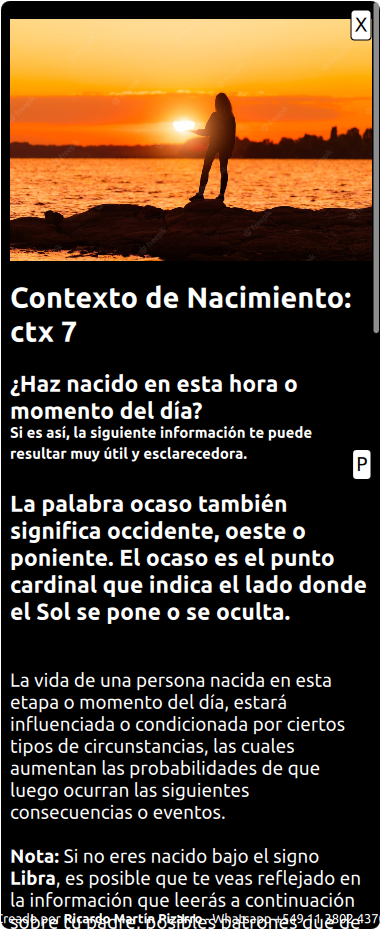 X
Contexto de Nacimiento:
ctx 7
¿Haz nacido en esta hora o
momento del día?
Si es así, la siguiente información te puede
resultar muy útil y esclarecedora.
P
La palabra ocaso también
significa occidente, oeste o
poniente. El ocaso es el punto
cardinal que indica el lado donde
el Sol se pone o se oculta.
La vida de una persona nacida en esta
etapa o momento del día, estará
influenciada o condicionada por ciertos
tipos de circunstancias, las cuales
aumentan las probabilidades de que
luego ocurran las siguientes
consecuencias o eventos.
Nota: Si no eres nacido bajo el signo
Libra, es posible que te veas reflejado en
la información que leerás a continuación
sobre tu padre, posibles patrones que de
Creado por Ricardo Martín Pizarro - Whatsapp +549 11 3802 437